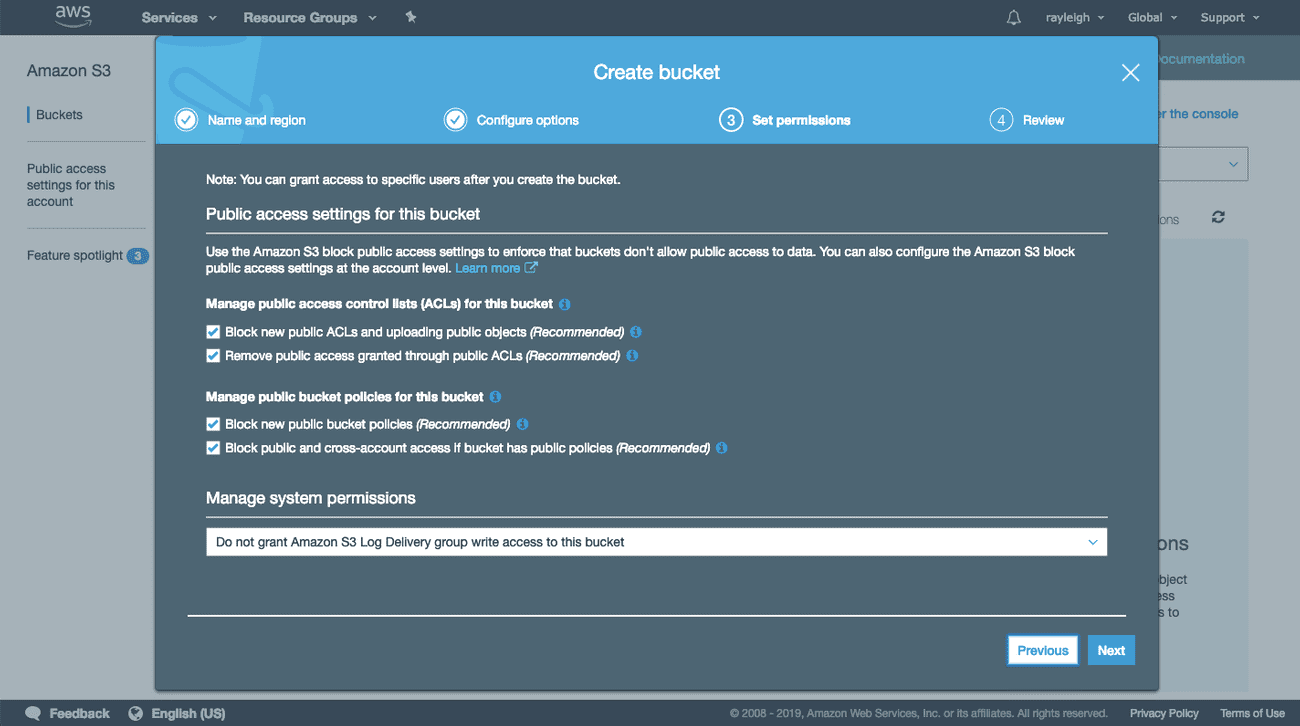 aws Services Resource Groups rayleigh Global Support
Amazon S3
Buckets
Public access
settings for this
account
Feature spotlight 3
Documentation
er the console
ions
ons
bject
ess
s to
Create bucket
Name and region Configure options 3 Set permissions 4 Review
Note: You can grant access to specific users after you create the bucket.
Public access settings for this bucket
Use the Amazon S3 block public access settings to enforce that buckets don't allow public access to data. You can also configure the Amazon S3 block
public access settings at the account level. Learn more
Manage public access control lists (ACLs) for this bucket
Block new public ACLs and uploading public objects (Recommended)
Remove public access granted through public ACLs (Recommended)
Manage public bucket policies for this bucket
Block new public bucket policies (Recommended)
Block public and cross-account access if bucket has public policies (Recommended)
Manage system permissions
Do not grant Amazon S3 Log Delivery group write access to this bucket
Previous Next
Feedback English (US) © 2008 - 2019, Amazon Web Services, Inc. or its affiliates. All rights reserved. Privacy Policy Terms of Use